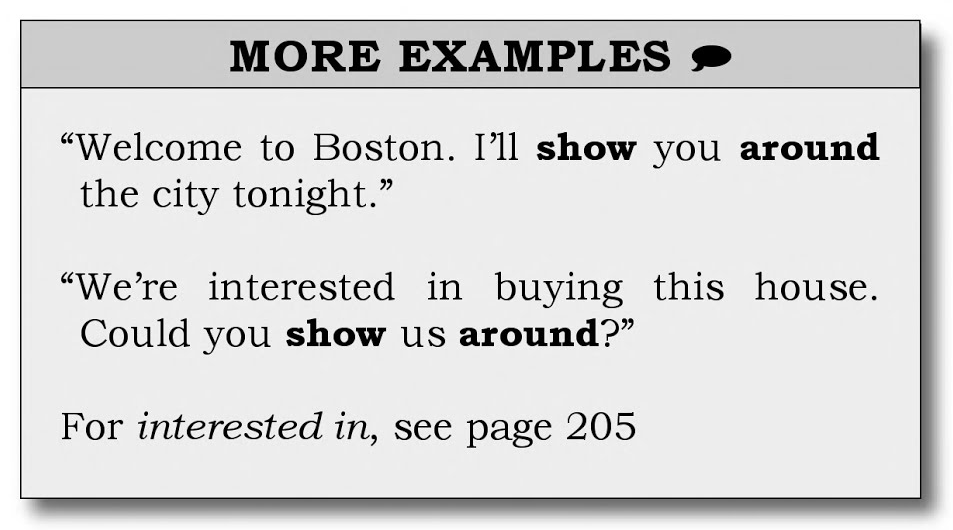 MORE EXAMPLES
“Welcome to Boston. I’ll show you around
the city tonight.”
“We’re interested in buying this house.
Could you show us around?”
For interested in, see page 205